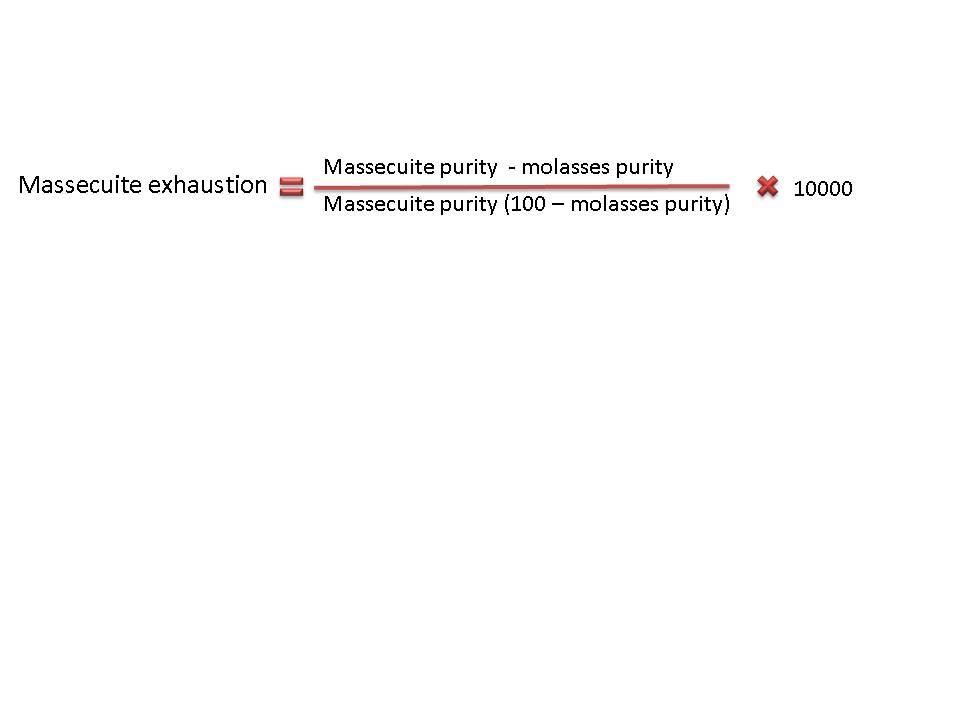 Massecuite exhaustion = Massecuite purity - molasses purity
Massecuite purity (100 – molasses purity) × 10000